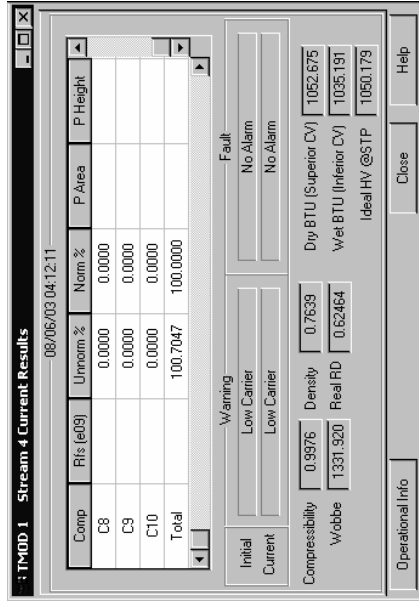 TMOD 1 Stream 4 Current Results
08/06/03 04:12:11
Comp Rfs (e09) Unnorm % Norm % P Area P Height
C8 0.0000 0.0000
C9 0.0000 0.0000
C10 0.0000 0.0000
Total 100.7047 100.0000
Warning Fault
Initial Low Carrier No Alarm
Current Low Carrier No Alarm
Compressibility 0.9976 Density 0.7639 Dry BTU (Superior CV) 1052.675
Wobbe 1331.920 Real RD 0.62464 Wet BTU (Inferior CV) 1035.191
Ideal HV @STP 1050.179
Operational Info Close Help